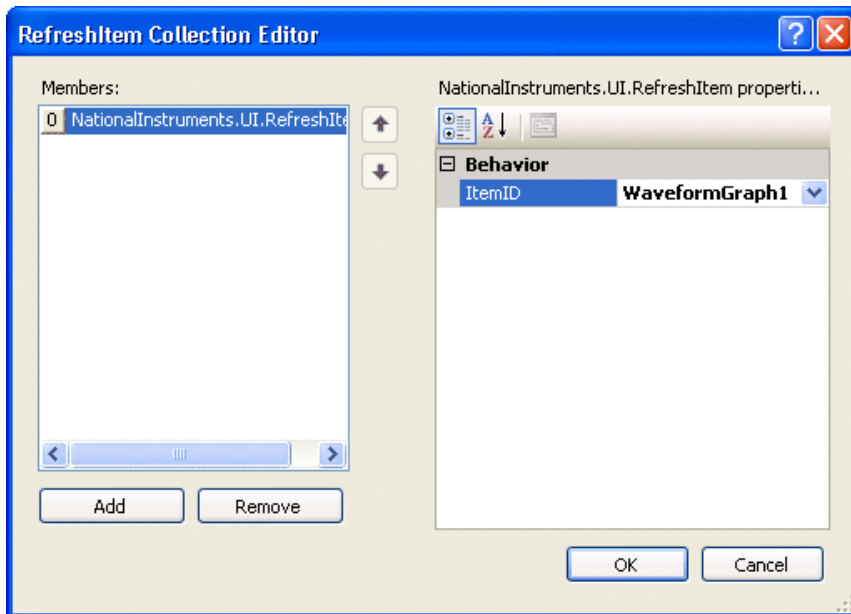 RefreshItem Collection Editor
Members:
0 NationalInstruments.UI.RefreshIte
NationalInstruments.UI.RefreshItem properti...
Behavior
ItemID WaveformGraph1
Add Remove
OK Cancel